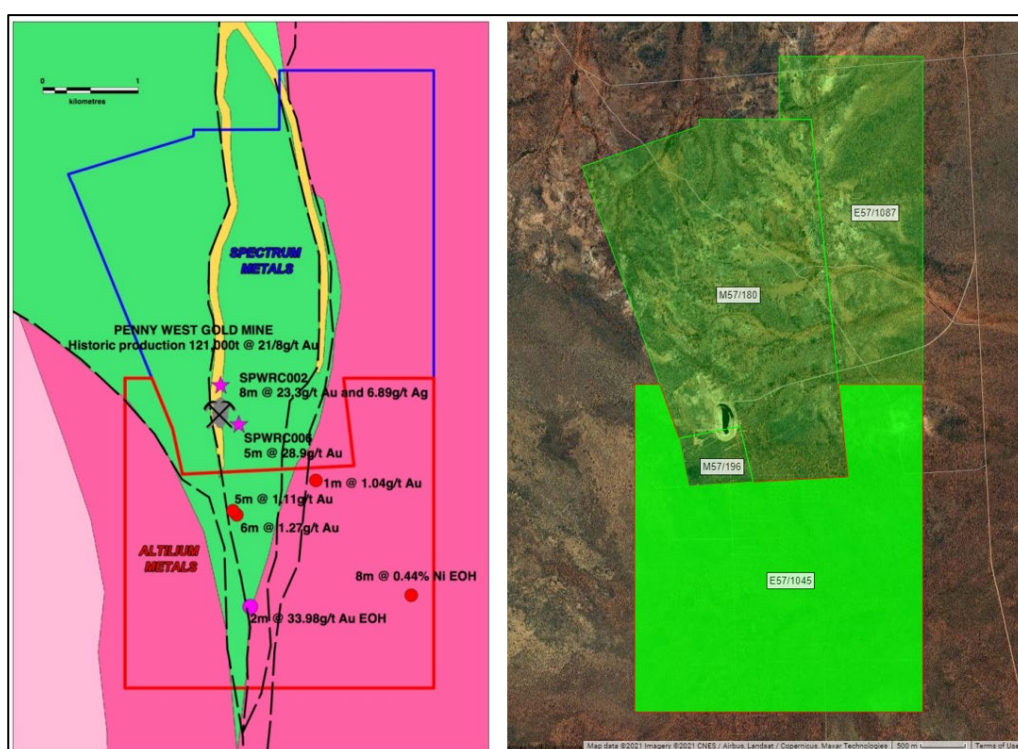 0 1
kilometres
SPECTRUM
METALS
PENNY WEST GOLD MINE
Historic production 121,000t @ 21/8g/t Au
SPWRC002
8m @ 23.3g/t Au and 6.89g/t Ag
SPWRC006
5m @ 28.9g/t Au
1m @ 1.04g/t Au
5m @ 1.11g/t Au
6m @ 1.27g/t Au
ALTILIUM
METALS
8m @ 0.44% Ni EOH
2m @ 33.98g/t Au EOH
E57/1087
M57/180
M57/196
E57/1045
Map data ©2021 Imagery ©2021 CNES / Airbus, Landsat / Copernicus, Maxar Technologies 500 m Terms of Use